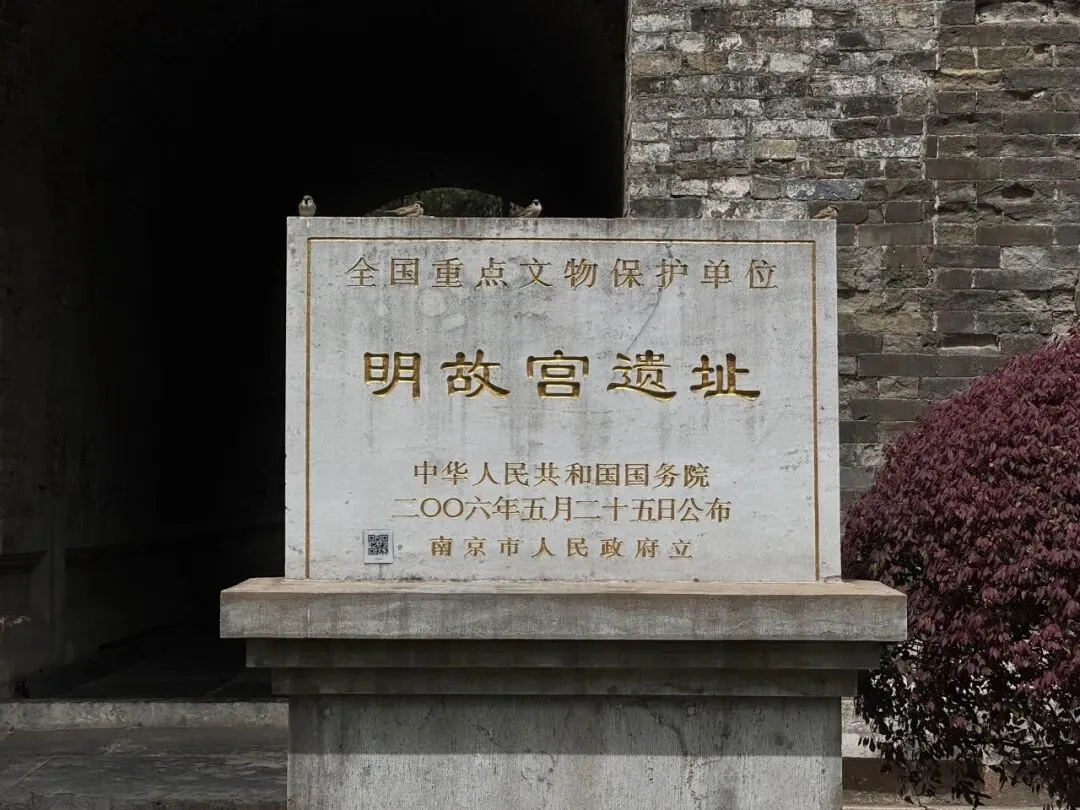 全国重点文物保护单位
明故宫遗址
中华人民共和国国务院
二〇〇六年五月二十五日公布
南京市人民政府立